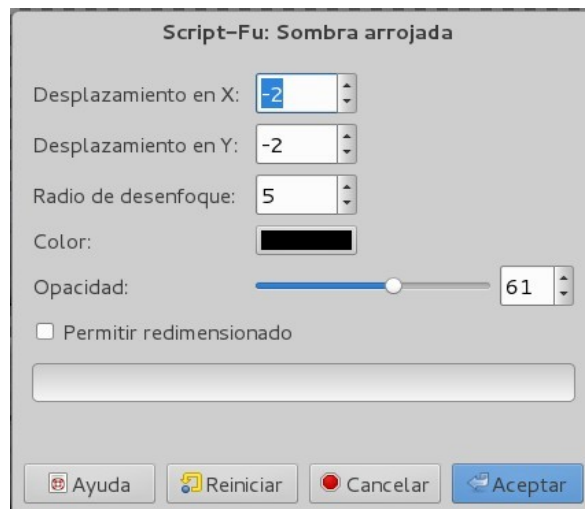 Script-Fu: Sombra arrojada
Desplazamiento en X: -2
Desplazamiento en Y: -2
Radio de desenfoque: 5
Color:
Opacidad: 61
Permitir redimensionado
Ayuda Reiniciar Cancelar Aceptar